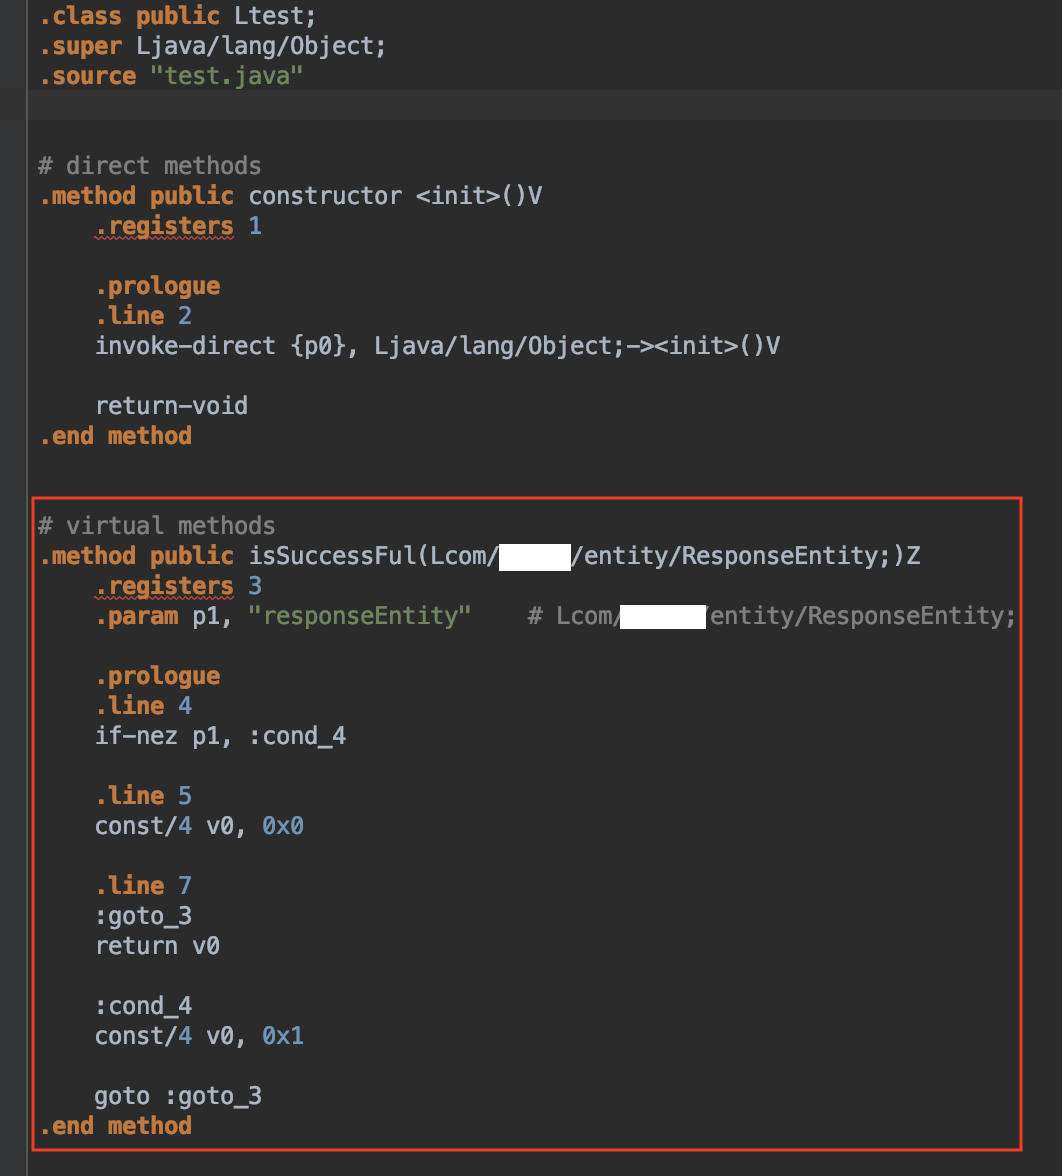 .class public Ltest;
.super Ljava/lang/Object;
.source "test.java"
# direct methods
.method public constructor <init>()V
.registers 1
.prologue
.line 2
invoke-direct {p0}, Ljava/lang/Object;-><init>()V
return-void
.end method
# virtual methods
.method public isSuccessFul(Lcom/ /entity/ResponseEntity;)Z
.registers 3
.param p1, "responseEntity" # Lcom/ entity/ResponseEntity;
.prologue
.line 4
if-nez p1, :cond_4
.line 5
const/4 v0, 0x0
.line 7
:goto_3
return v0
:cond_4
const/4 v0, 0x1
goto :goto_3
.end method